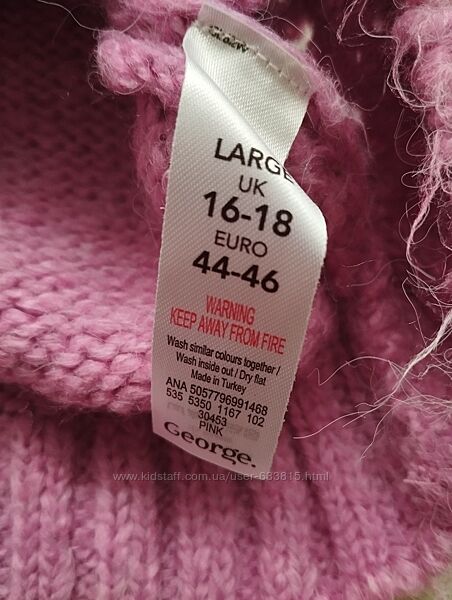 LARGE
UK
16-18
EURO
44-46
WARNING
KEEP AWAY FROM FIRE
Wash similar colours together /
Wash inside out / Dry flat
Made in Turkey
ANA 5057796991468
535 5350 1167 102
30453
PINK
George.
www.kidstaff.com.ua/user-683815.html